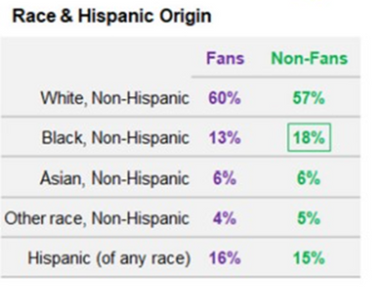 Race & Hispanic Origin
Fans Non-Fans
White, Non-Hispanic 60% 57%
Black, Non-Hispanic 13% 18%
Asian, Non-Hispanic 6% 6%
Other race, Non-Hispanic 4% 5%
Hispanic (of any race) 16% 15%